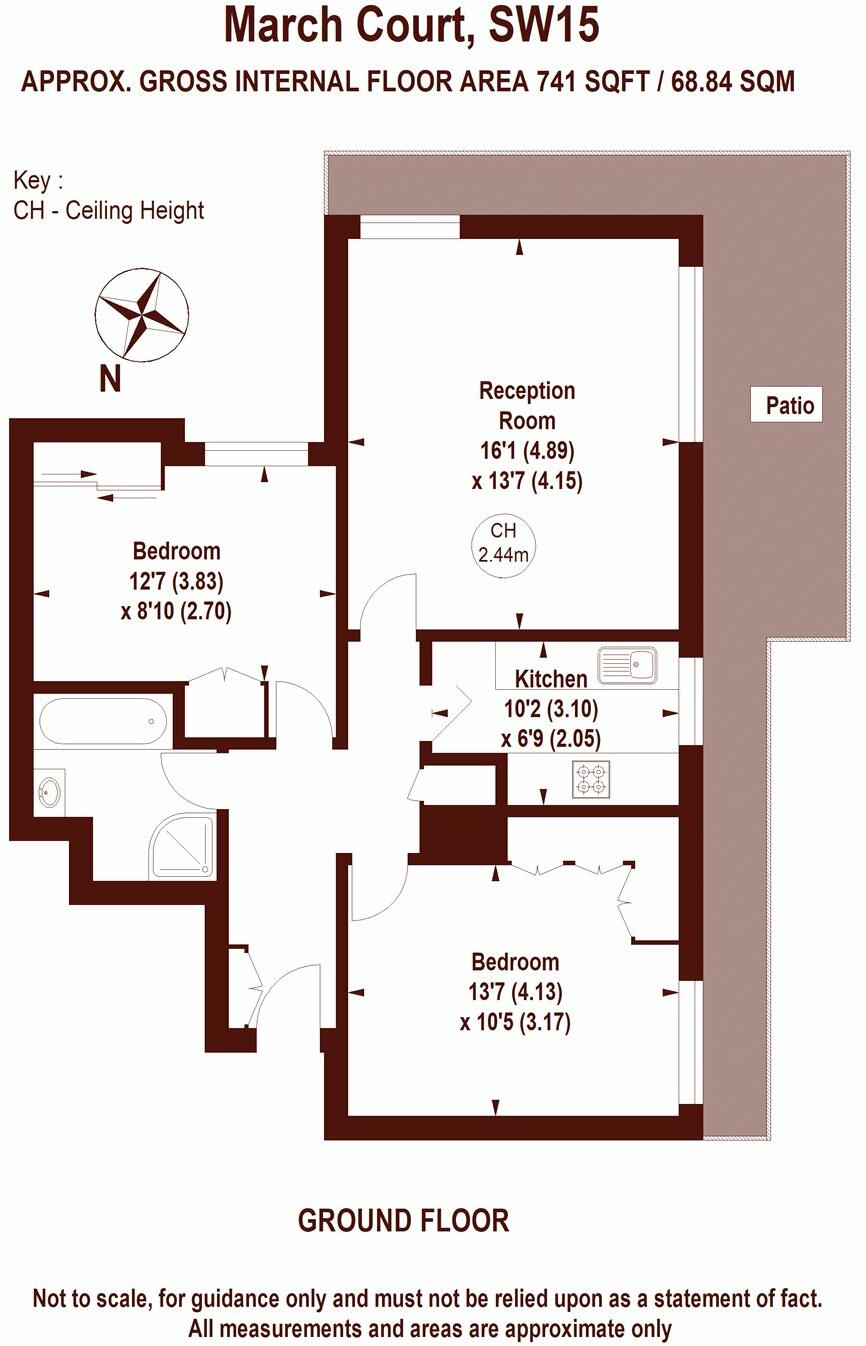 March Court, SW15
APPROX. GROSS INTERNAL FLOOR AREA 741 SQFT / 68.84 SQM
Key :
CH - Ceiling Height
N
Reception
Room
16'1 (4.89)
x 13'7 (4.15)
CH
2.44m
Patio
Bedroom
12'7 (3.83)
x 8'10 (2.70)
Kitchen
10'2 (3.10)
x 6'9 (2.05)
Bedroom
13'7 (4.13)
x 10'5 (3.17)
GROUND FLOOR
Not to scale, for guidance only and must not be relied upon as a statement of fact.
All measurements and areas are approximate only